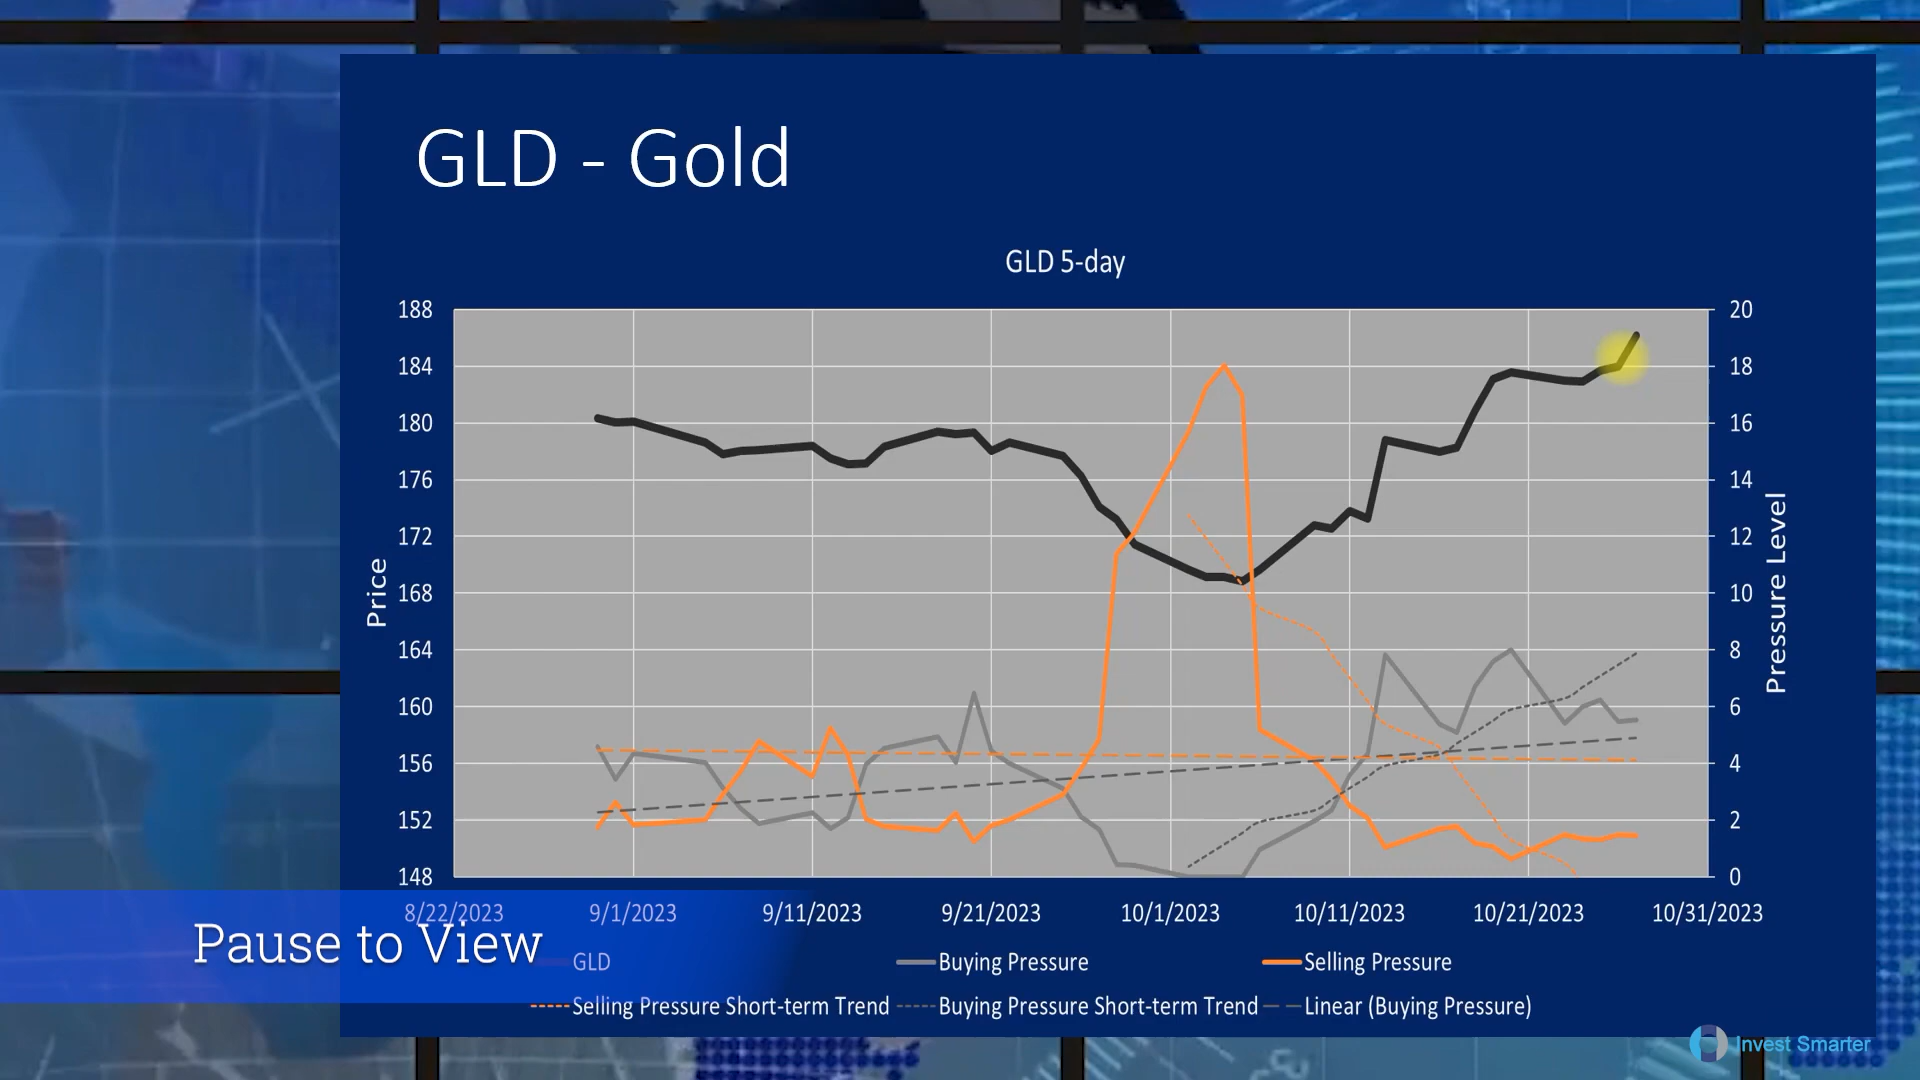 GLD - Gold
GLD 5-day
188
184
180
176
172
168
164
160
156
152
148
Price
20
18
16
14
12
10
8
6
4
2
0
Pressure Level
8/22/2023 9/1/2023 9/11/2023 9/21/2023 10/1/2023 10/11/2023 10/21/2023 10/31/2023
Pause to View
GLD Buying Pressure Selling Pressure
Selling Pressure Short-term Trend Buying Pressure Short-term Trend Linear (Buying Pressure)
Invest Smarter